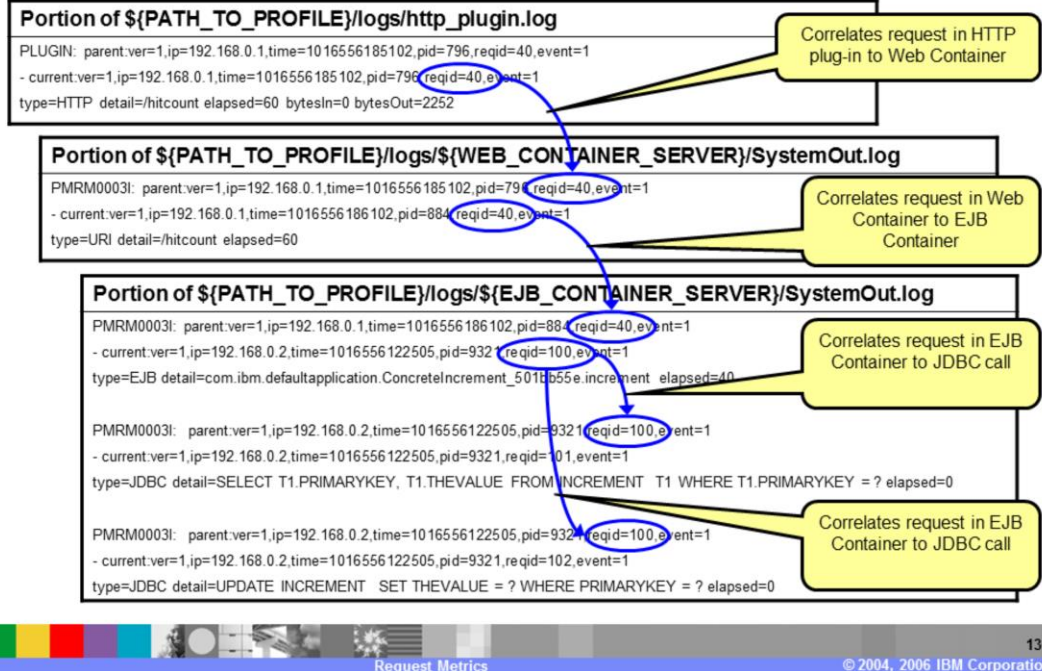 Portion of ${PATH_TO_PROFILE}/logs/http_plugin.log
PLUGIN: parent:ver=1,ip=192.168.0.1,time=1016556185102,pid=796,reqid=40,event=1
- current:ver=1,ip=192.168.0.1,time=1016556185102,pid=796,reqid=40,event=1
type=HTTP detail=/hitcount elapsed=60 bytesIn=0 bytesOut=2252
Correlates request in HTTP
plug-in to Web Container
Portion of ${PATH_TO_PROFILE}/logs/${WEB_CONTAINER_SERVER}/SystemOut.log
PMRM0003I: parent:ver=1,ip=192.168.0.1,time=1016556185102,pid=796,reqid=40,event=1
- current:ver=1,ip=192.168.0.1,time=1016556186102,pid=884,reqid=40,event=1
type=URI detail=/hitcount elapsed=60
Correlates request in Web
Container to EJB
Container
Portion of ${PATH_TO_PROFILE}/logs/${EJB_CONTAINER_SERVER}/SystemOut.log
PMRM0003I: parent:ver=1,ip=192.168.0.1,time=1016556186102,pid=884,reqid=40,event=1
- current:ver=1,ip=192.168.0.2,time=1016556122505,pid=9321,reqid=100,event=1
type=EJB detail=com.ibm.defaultapplication.ConcreteIncrement_501bb55e.increment elapsed=40
Correlates request in EJB
Container to JDBC call
PMRM0003I: parent:ver=1,ip=192.168.0.2,time=1016556122505,pid=9321,reqid=100,event=1
- current:ver=1,ip=192.168.0.2,time=1016556122505,pid=9321,reqid=101,event=1
type=JDBC detail=SELECT T1.PRIMARYKEY, T1.THEVALUE FROM INCREMENT T1 WHERE T1.PRIMARYKEY = ? elapsed=0
PMRM0003I: parent:ver=1,ip=192.168.0.2,time=1016556122505,pid=9321,reqid=100,event=1
- current:ver=1,ip=192.168.0.2,time=1016556122505,pid=9321,reqid=102,event=1
type=JDBC detail=UPDATE INCREMENT SET THEVALUE = ? WHERE PRIMARYKEY = ? elapsed=0
Correlates request in EJB
Container to JDBC call
13
Request Metrics
© 2004, 2006 IBM Corporatio